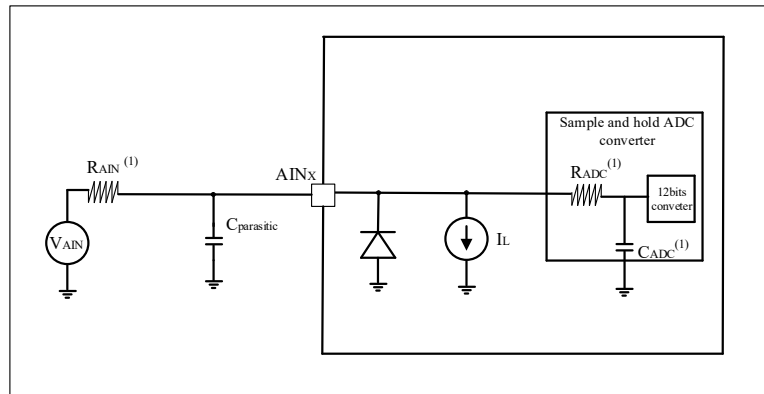 Sample and hold ADC
converter
RAIN (1)
AINX
RADC(1)
12bits
conveter
VAIN
Cparasitic
IL
CADC(1)